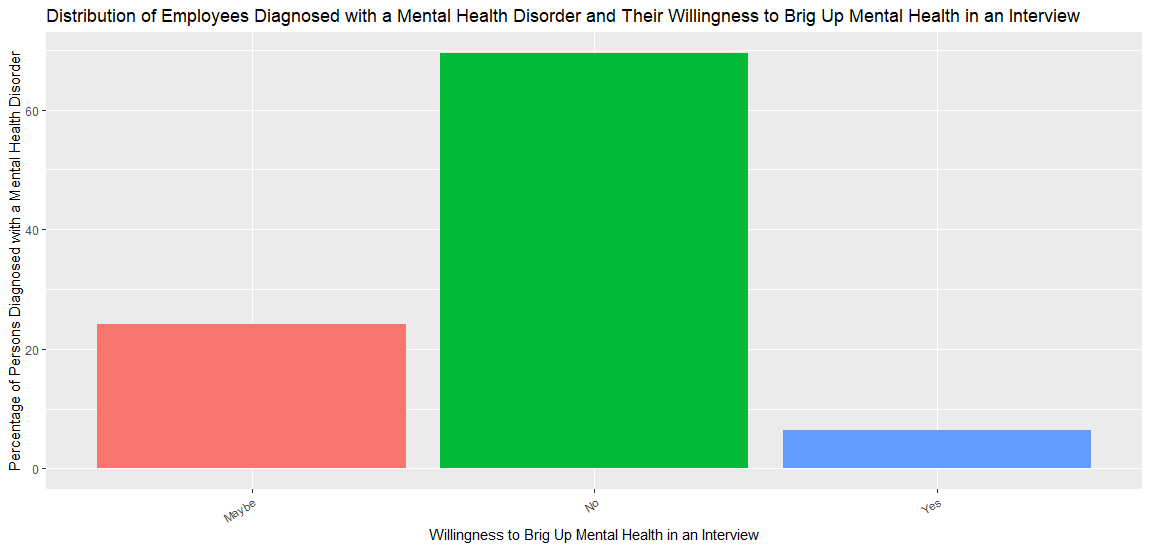 Distribution of Employees Diagnosed with a Mental Health Disorder and Their Willingness to Brig Up Mental Health in an Interview
Percentage of Persons Diagnosed with a Mental Health Disorder
60
40
20
0
Maybe
No
Yes
Willingness to Brig Up Mental Health in an Interview